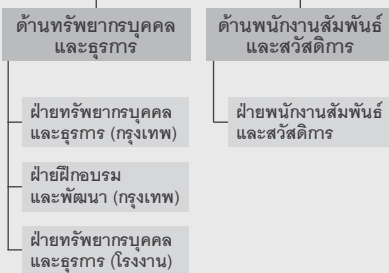 ด้านทรัพยากรบุคคล
และธุรการ
ด้านพนักงานสัมพันธ์
และสวัสดิการ
ฝ่ายทรัพยากรบุคคล
และธุรการ (กรุงเทพ)
ฝ่ายฝึกอบรม
และพัฒนา (กรุงเทพ)
ฝ่ายทรัพยากรบุคคล
และธุรการ (โรงงาน)
ฝ่ายพนักงานสัมพันธ์
และสวัสดิการ